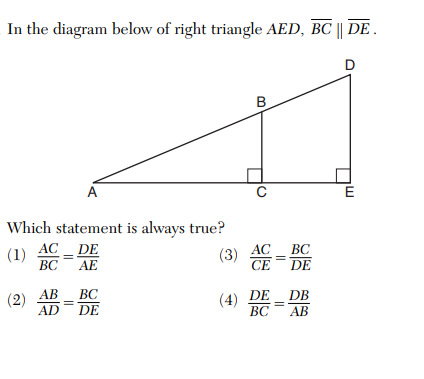 In the diagram below of right triangle AED, BC || DE.
D
B
A
C
E
Which statement is always true?
(1) AC/BC = DE/AE
(3) AC/CE = BC/DE
(2) AB/AD = BC/DE
(4) DE/BC = DB/AB